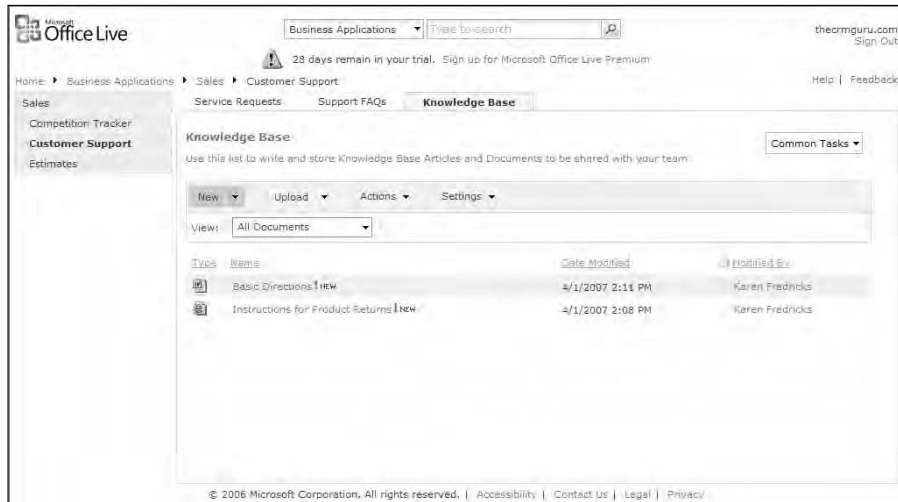 Microsoft
Office Live
Business Applications
Type to search
thecrmguru.com
Sign Out
28 days remain in your trial. Sign up for Microsoft Office Live Premium
Home Business Applications Sales Customer Support
Help | Feedback
Sales
Competition Tracker
Customer Support
Estimates
Service Requests Support FAQs Knowledge Base
Knowledge Base
Common Tasks
Use this list to write and store Knowledge Base Articles and Documents to be shared with your team
New Upload Actions Settings
View: All Documents
Type Name Date Modified Modified By
Basic Directions ! NEW 4/1/2007 2:11 PM Karen Fredricks
Instructions for Product Returns ! NEW 4/1/2007 2:08 PM Karen Fredricks
© 2006 Microsoft Corporation. All rights reserved. | Accessibility | Contact Us | Legal | Privacy